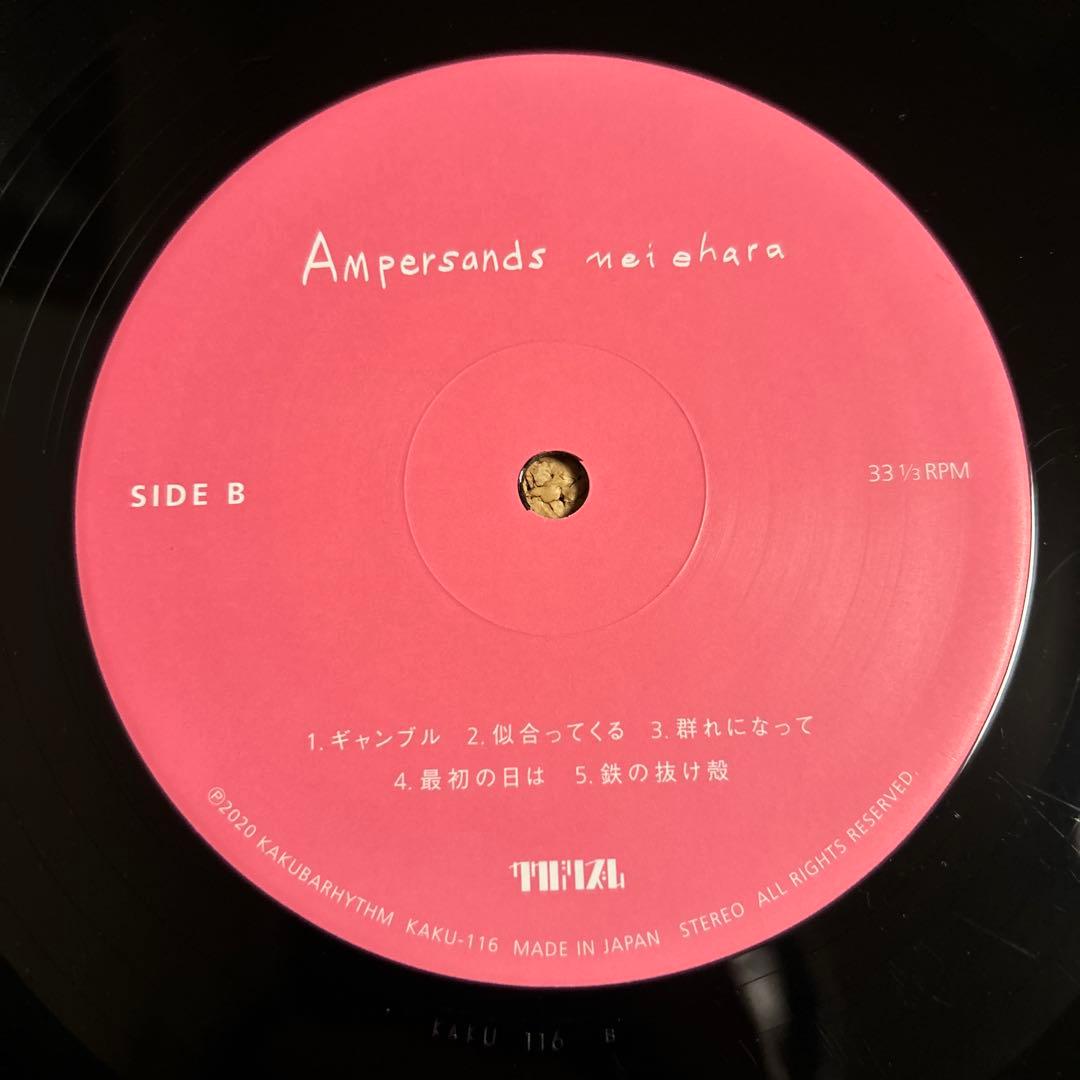 Ampersands mei ehara
SIDE B
33 1/3 RPM
1. ギャンブル 2. 似合ってくる 3. 群れになって
4. 最初の日は 5. 鉄の抜け殻
カクバリズム
℗2020 KAKUBARHYTHM KAKU-116 MADE IN JAPAN STEREO ALL RIGHTS RESERVED.
KAKU 116 B